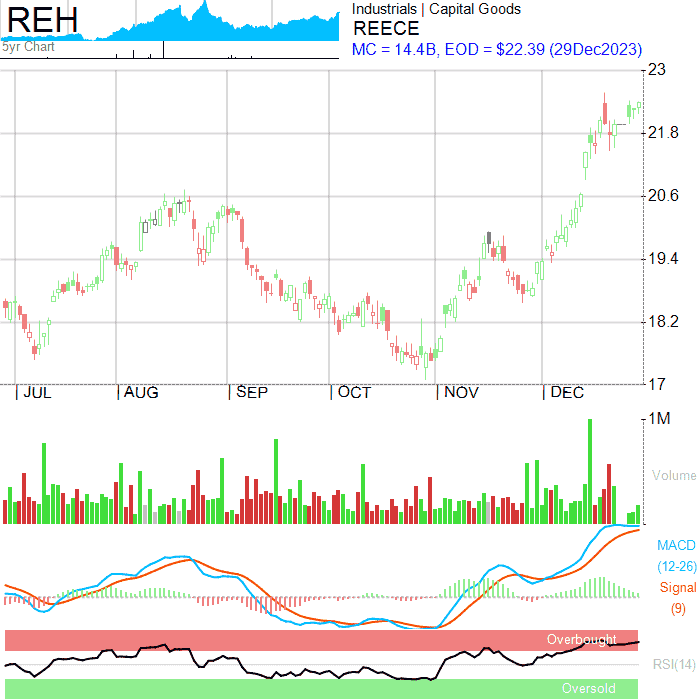 REH
5yr Chart
Industrials | Capital Goods
REECE
MC = 14.4B, EOD = $22.39 (29Dec2023)
23
21.8
20.6
19.4
18.2
17
| JUL | AUG | SEP | OCT | NOV | DEC
1M
Volume
MACD
(12-26)
Signal
(9)
Overbought
RSI(14)
Oversold